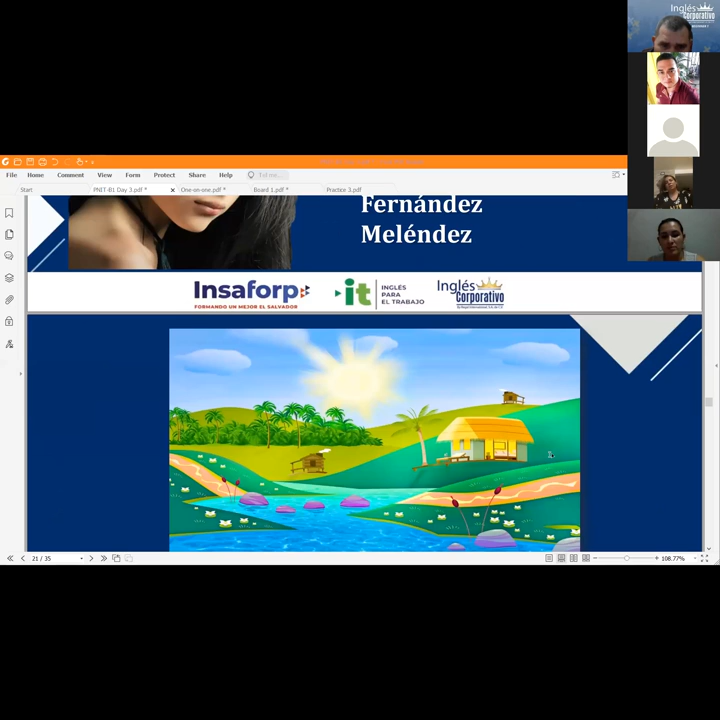 Inglés
Corporativo
File Home Comment View Form Protect Share Help Tel me...
Start PNIT-B1 Day 3.pdf * One-on-one.pdf * Board 1.pdf * Practice 3.pdf
Fernández
Meléndez
Insaforp
FORMANDO UN MEJOR EL SALVADOR
it
INGLÉS
PARA
EL TRABAJO
Inglés
Corporativo
21 / 35
108.77%